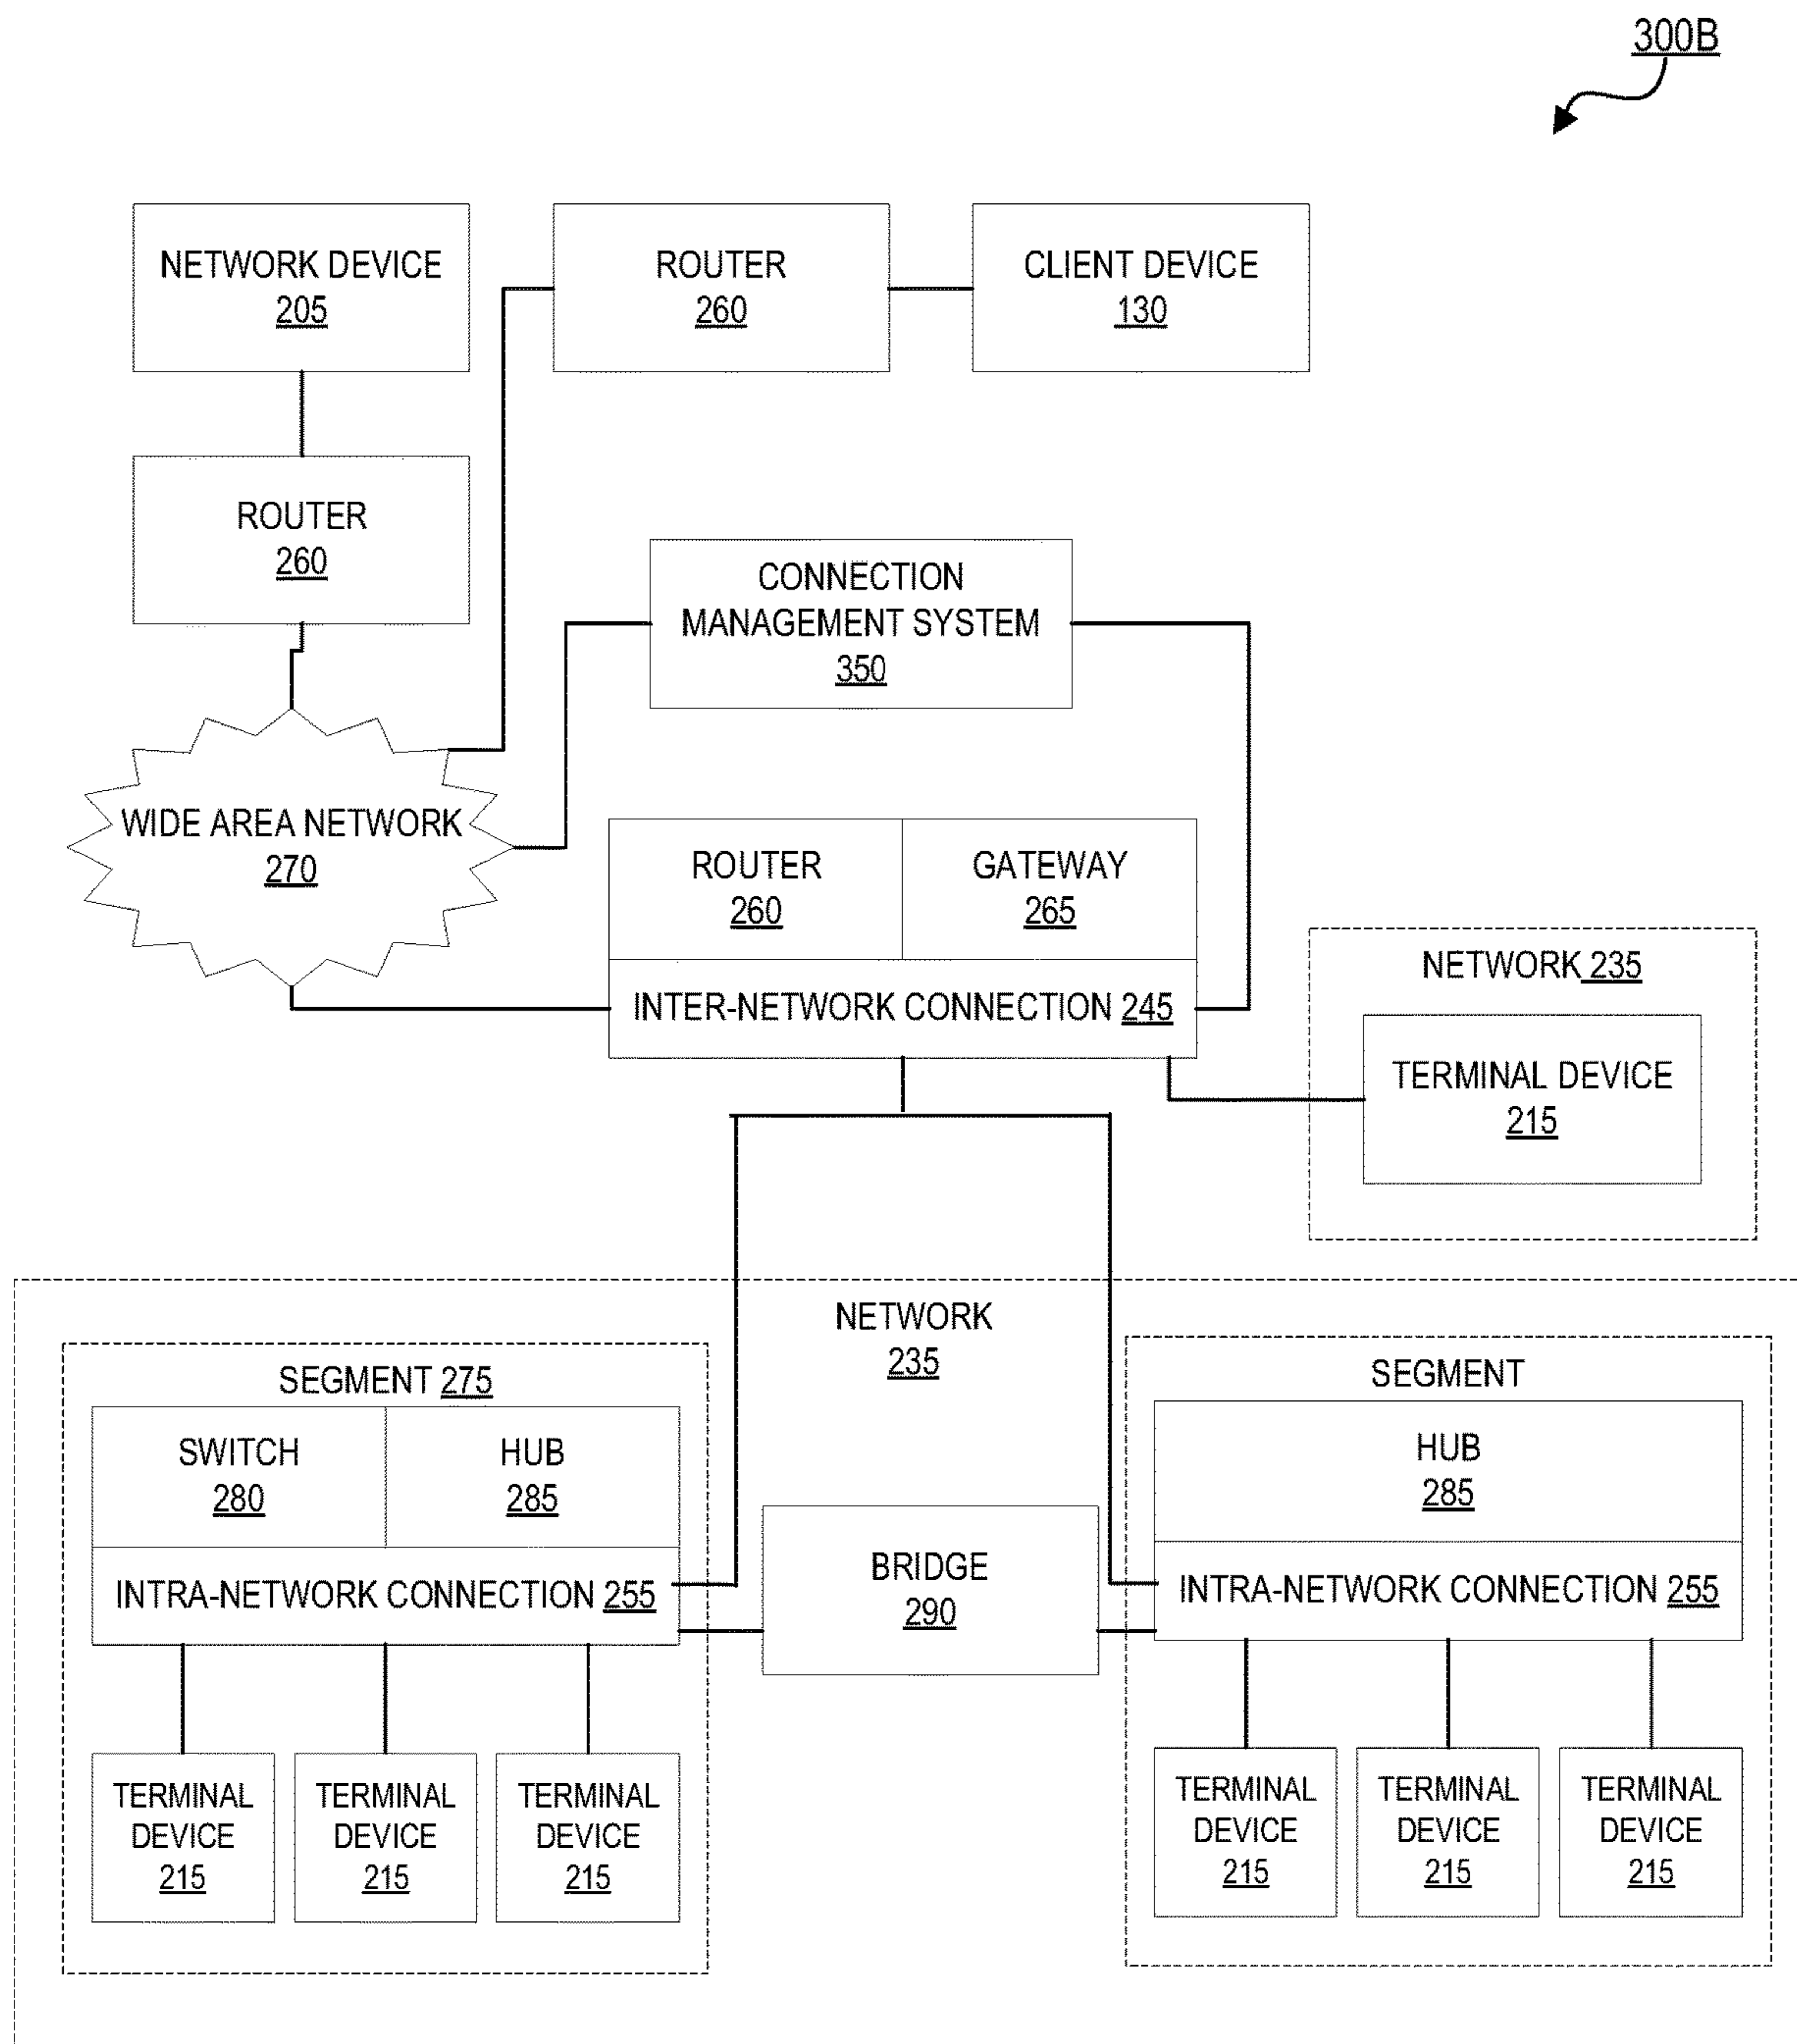 300B
NETWORK DEVICE
205
ROUTER
260
CLIENT DEVICE
130
ROUTER
260
CONNECTION
MANAGEMENT SYSTEM
350
WIDE AREA NETWORK
270
ROUTER
260
GATEWAY
265
INTER-NETWORK CONNECTION 245
NETWORK 235
TERMINAL DEVICE
215
NETWORK
235
SEGMENT 275
SWITCH
280
HUB
285
INTRA-NETWORK CONNECTION 255
TERMINAL
DEVICE
215
TERMINAL
DEVICE
215
TERMINAL
DEVICE
215
BRIDGE
290
SEGMENT
HUB
285
INTRA-NETWORK CONNECTION 255
TERMINAL
DEVICE
215
TERMINAL
DEVICE
215
TERMINAL
DEVICE
215